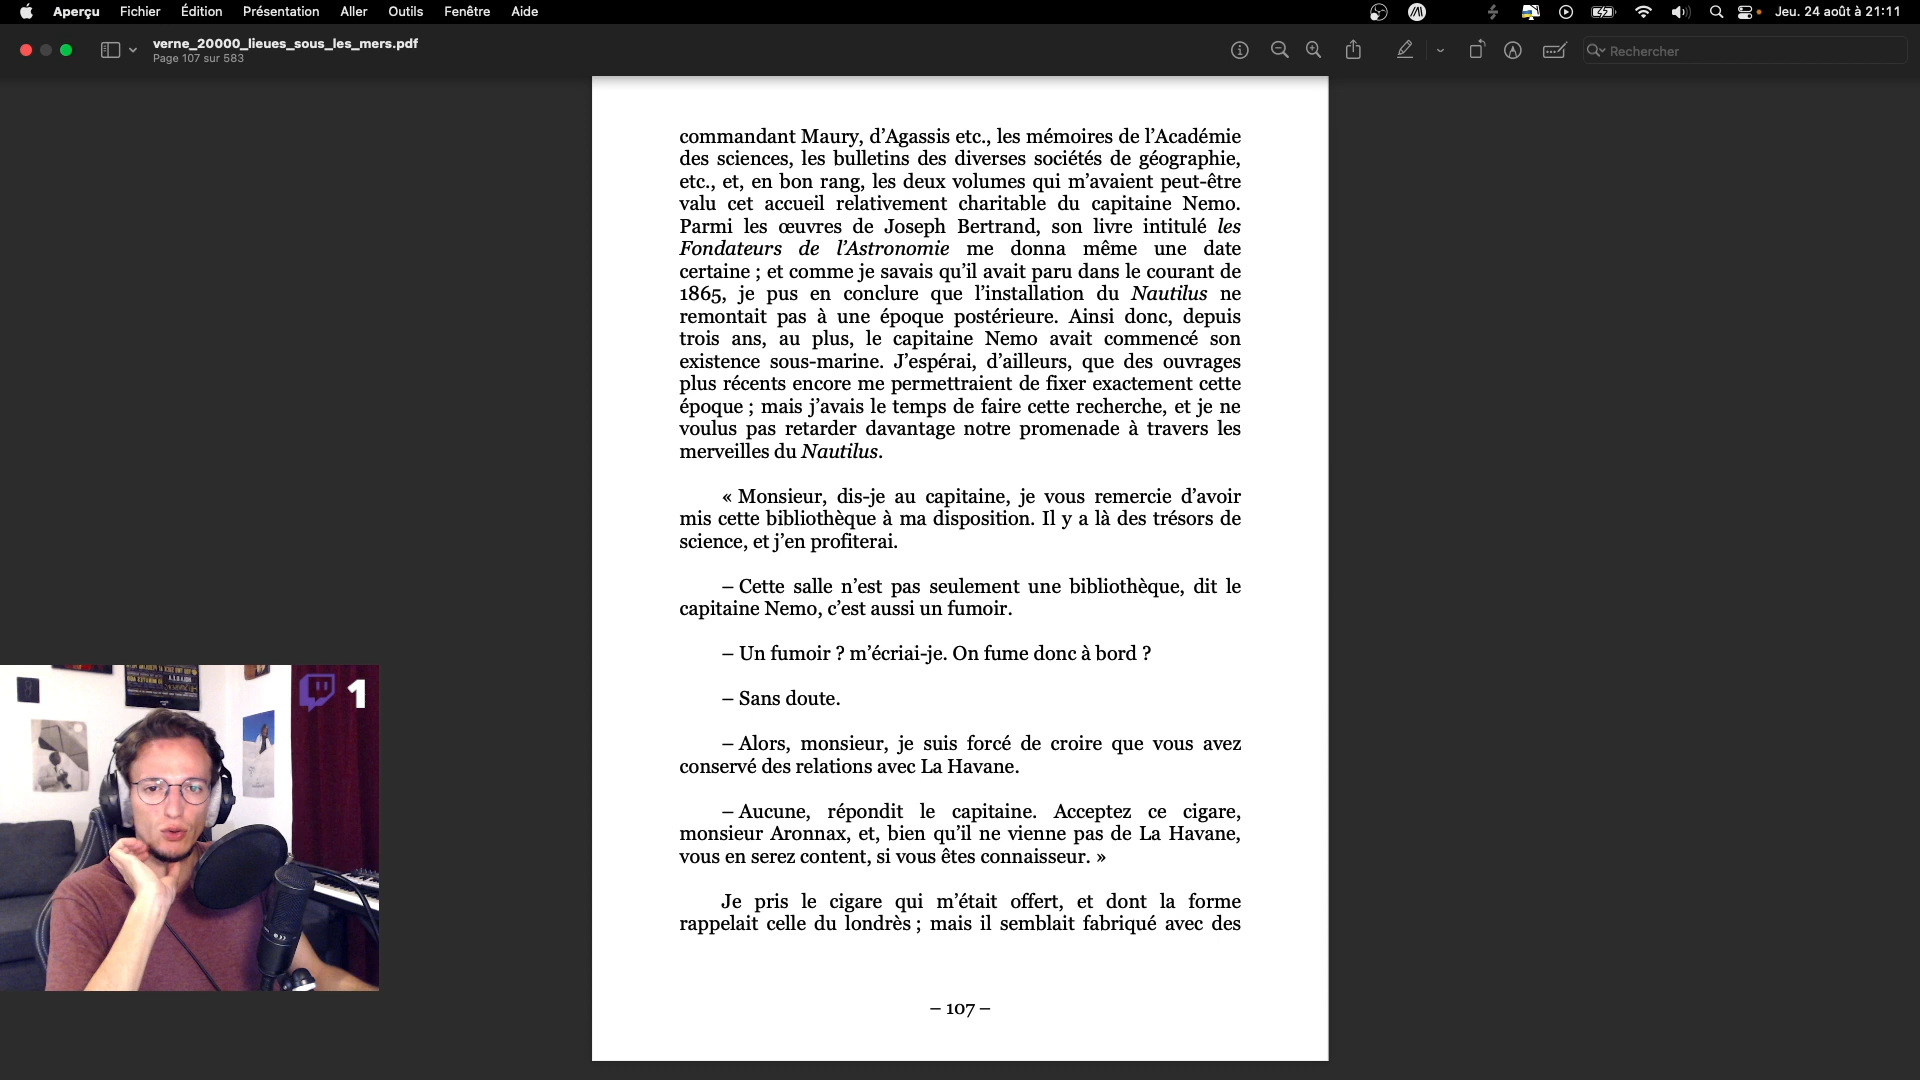 Aperçu Fichier Édition Présentation Aller Outils Fenêtre Aide Jeu. 24 août à 21:11
verne_20000_lieues_sous_les_mers.pdf
Page 107 sur 583
Rechercher
commandant Maury, d’Agassis etc., les mémoires de l’Académie
des sciences, les bulletins des diverses sociétés de géographie,
etc., et, en bon rang, les deux volumes qui m’avaient peut-être
valu cet accueil relativement charitable du capitaine Nemo.
Parmi les œuvres de Joseph Bertrand, son livre intitulé les
Fondateurs de l’Astronomie me donna même une date
certaine ; et comme je savais qu’il avait paru dans le courant de
1865, je pus en conclure que l’installation du Nautilus ne
remontait pas à une époque postérieure. Ainsi donc, depuis
trois ans, au plus, le capitaine Nemo avait commencé son
existence sous-marine. J’espérai, d’ailleurs, que des ouvrages
plus récents encore me permettraient de fixer exactement cette
époque ; mais j’avais le temps de faire cette recherche, et je ne
voulus pas retarder davantage notre promenade à travers les
merveilles du Nautilus.
« Monsieur, dis-je au capitaine, je vous remercie d’avoir
mis cette bibliothèque à ma disposition. Il y a là des trésors de
science, et j’en profiterai.
– Cette salle n’est pas seulement une bibliothèque, dit le
capitaine Nemo, c’est aussi un fumoir.
– Un fumoir ? m’écriai-je. On fume donc à bord ?
– Sans doute.
– Alors, monsieur, je suis forcé de croire que vous avez
conservé des relations avec La Havane.
– Aucune, répondit le capitaine. Acceptez ce cigare,
monsieur Aronnax, et, bien qu’il ne vienne pas de La Havane,
vous en serez content, si vous êtes connaisseur. »
Je pris le cigare qui m’était offert, et dont la forme
rappelait celle du londrès ; mais il semblait fabriqué avec des
– 107 –
1